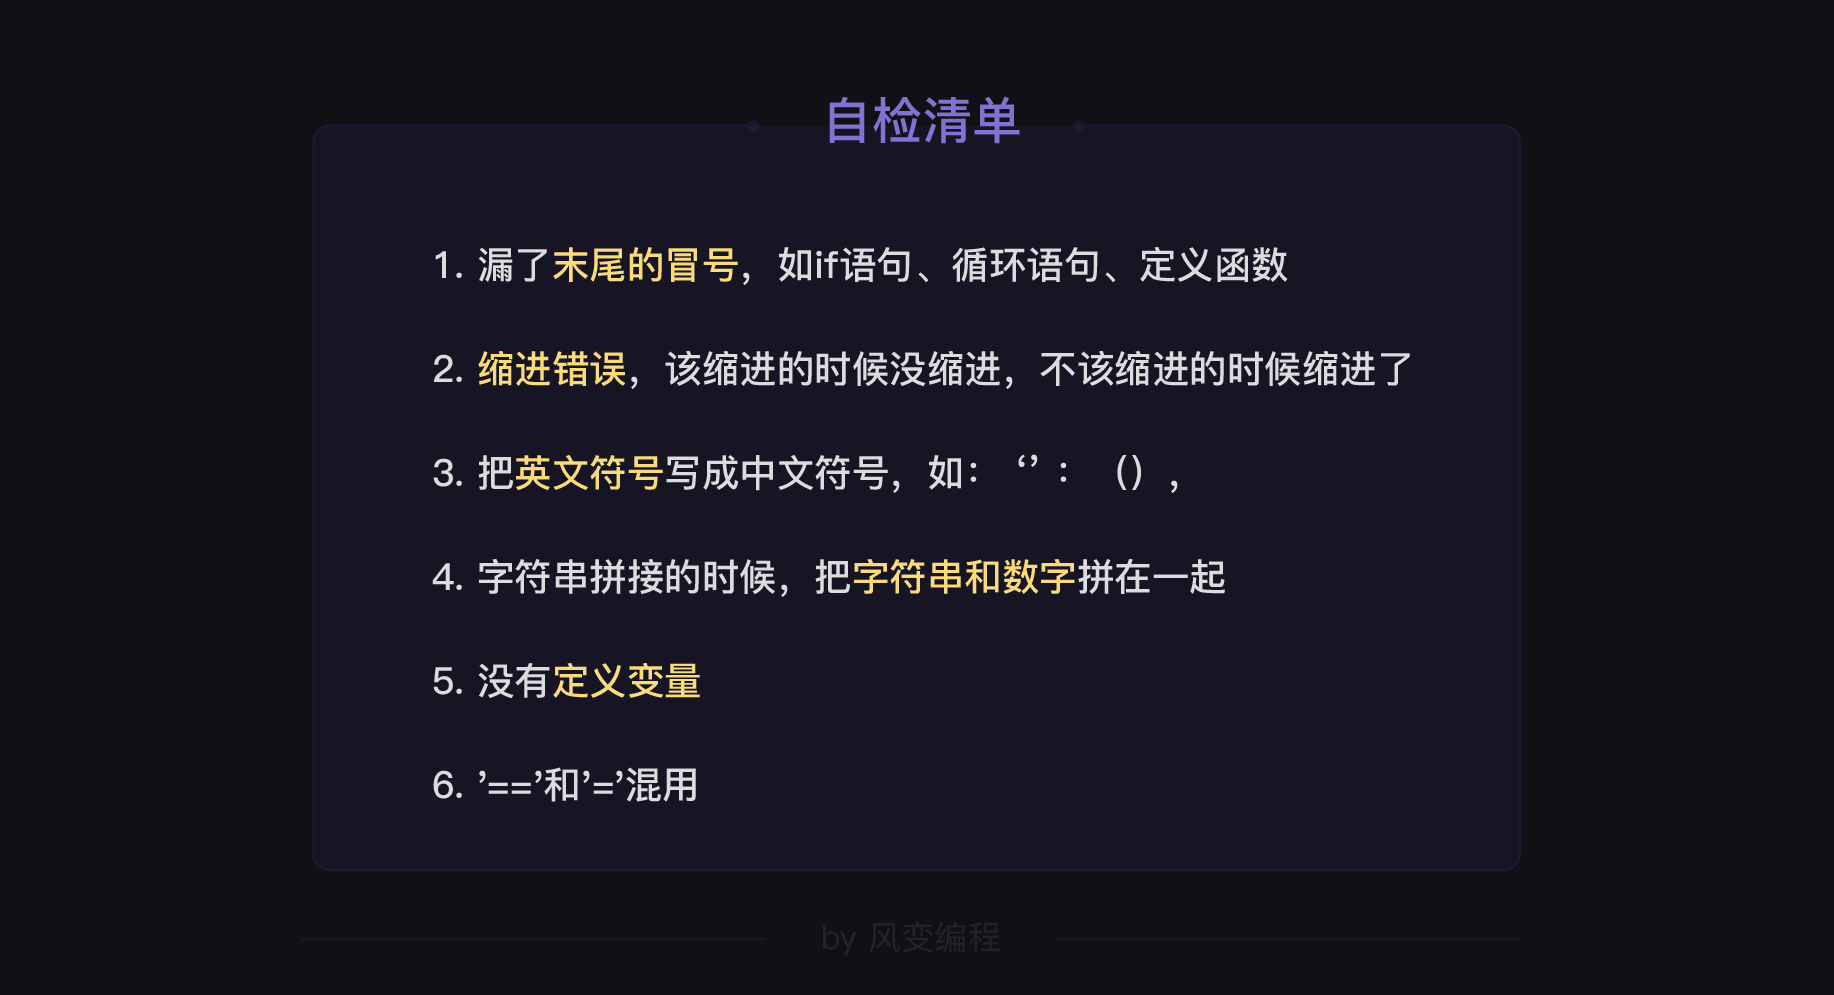 自检清单
1. 漏了末尾的冒号，如if语句、循环语句、定义函数
2. 缩进错误，该缩进的时候没缩进，不该缩进的时候缩进了
3. 把英文符号写成中文符号，如：‘’ ： （） ，
4. 字符串拼接的时候，把字符串和数字拼在一起
5. 没有定义变量
6. ’==’和’=’混用
by 风变编程